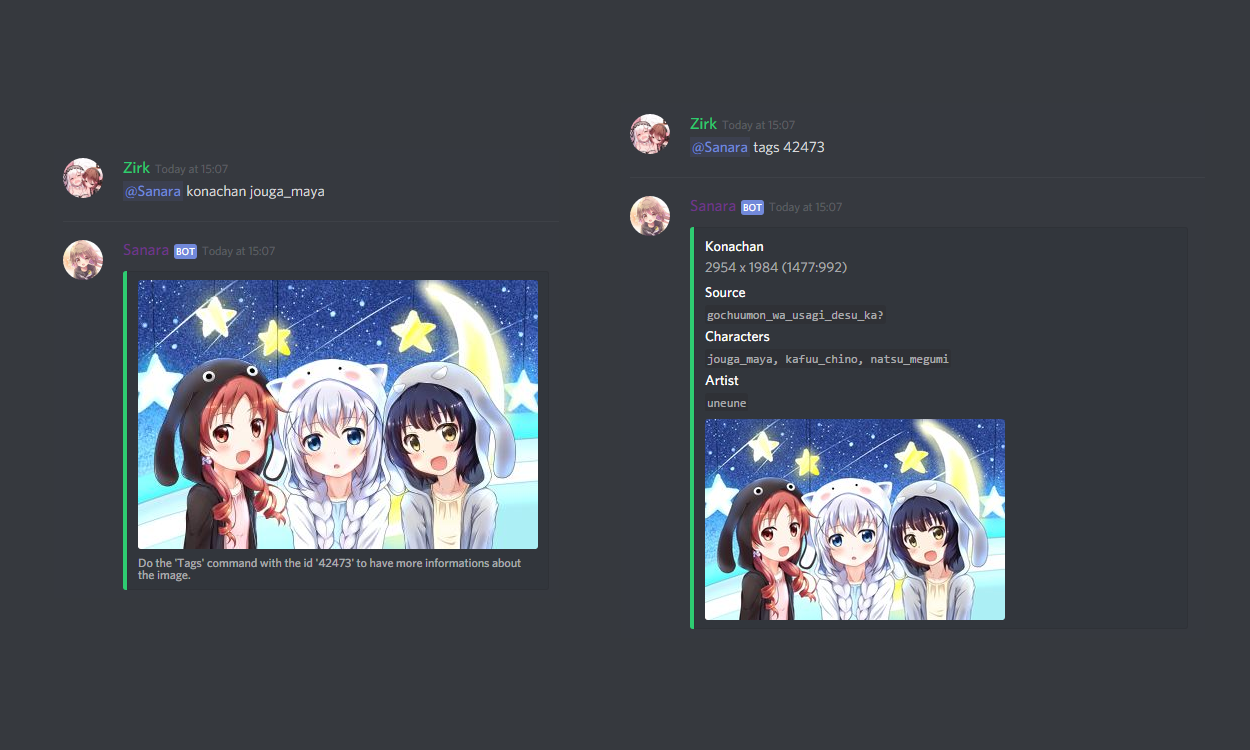 Zirk Today at 15:07
@Sanara konachan jouga_maya
Sanara BOT Today at 15:07
Do the 'Tags' command with the id '42473' to have more informations about
the image.
Zirk Today at 15:07
@Sanara tags 42473
Sanara BOT Today at 15:07
Konachan
2954 x 1984 (1477:992)
Source
gochuumon_wa_usagi_desu_ka?
Characters
jouga_maya, kafuu_chino, natsu_megumi
Artist
uneune